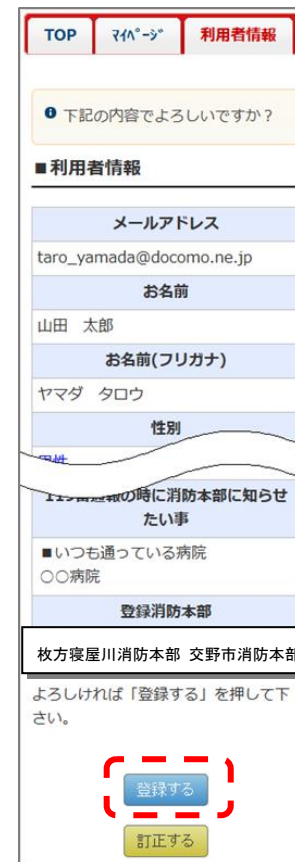 TOP ﾏｲﾍﾟｰｼﾞ 利用者情報
下記の内容でよろしいですか？
■利用者情報
メールアドレス
taro_yamada@docomo.ne.jp
お名前
山田　太郎
お名前(フリガナ)
ヤマダ　タロウ
性別
男性
119番通報の時に消防本部に知らせ
たい事
■いつも通っている病院
○○病院
登録消防本部
枚方寝屋川消防本部 交野市消防本部
よろしければ「登録する」を押して下
さい。
登録する
訂正する